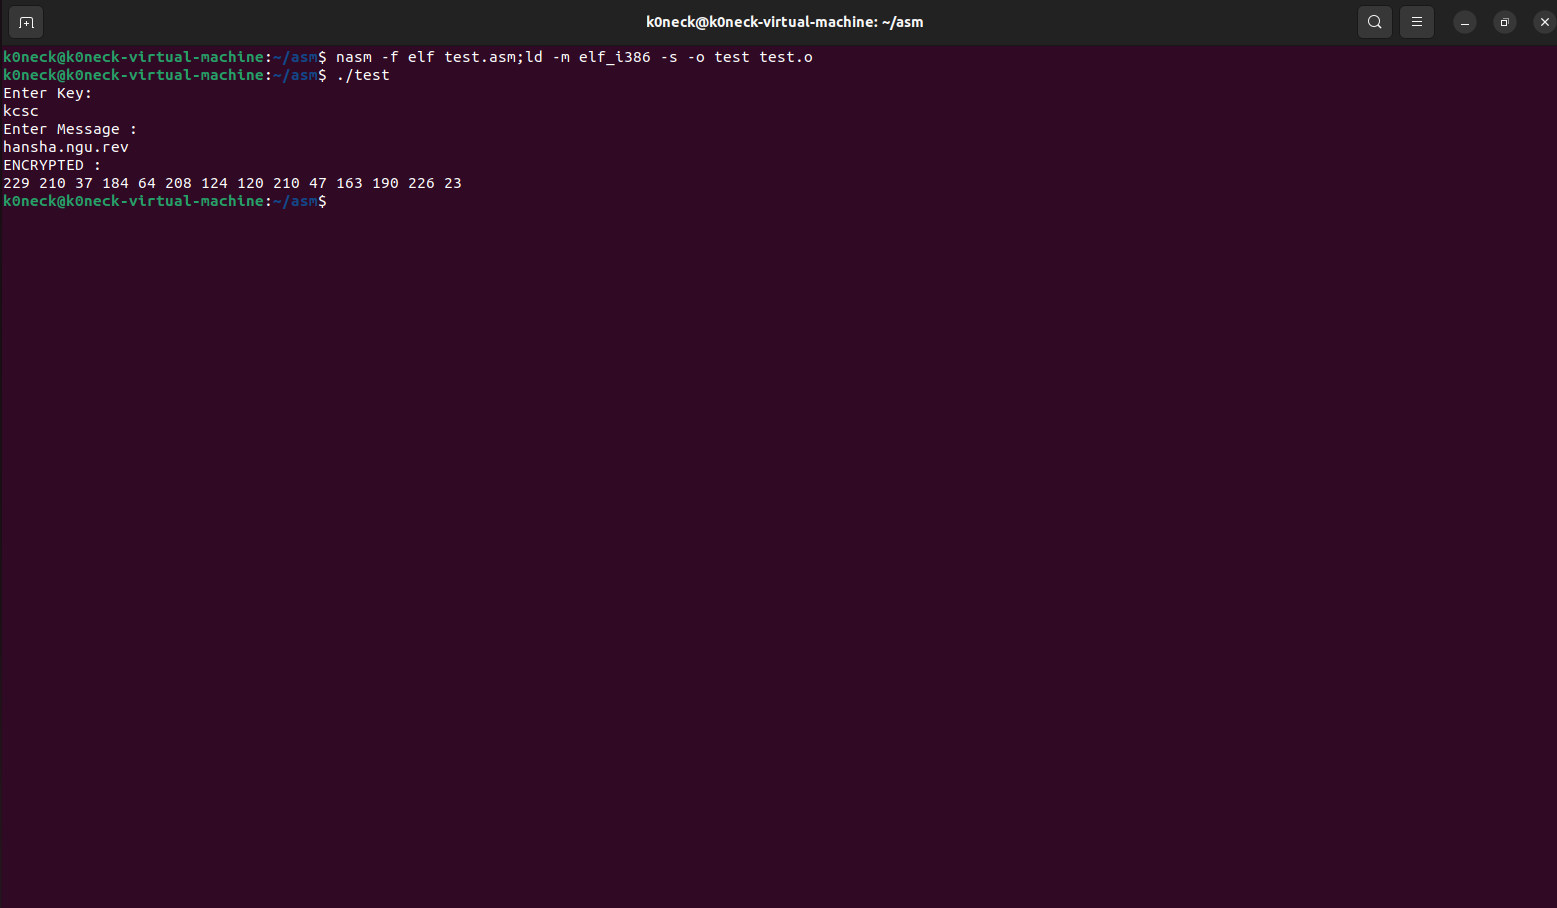 k0neck@k0neck-virtual-machine: ~/asm
k0neck@k0neck-virtual-machine:~/asm$ nasm -f elf test.asm;ld -m elf_i386 -s -o test test.o
k0neck@k0neck-virtual-machine:~/asm$ ./test
Enter Key:
kcsc
Enter Message :
hansha.ngu.rev
ENCRYPTED :
229 210 37 184 64 208 124 120 210 47 163 190 226 23
k0neck@k0neck-virtual-machine:~/asm$